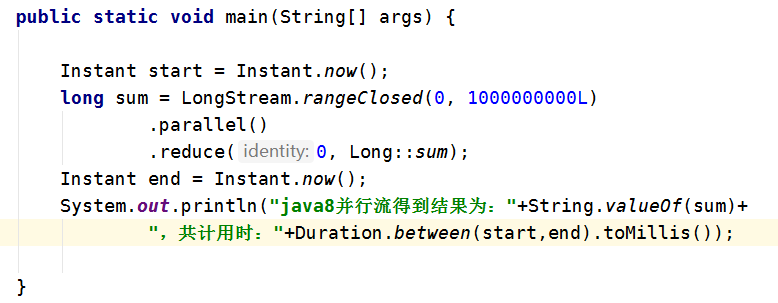 public static void main(String[] args) {
Instant start = Instant.now();
long sum = LongStream.rangeClosed(0, 1000000000L)
.parallel()
.reduce( identity: 0, Long::sum);
Instant end = Instant.now();
System.out.println("java8并行流得到结果为："+String.valueOf(sum)+
"，共计用时："+Duration.between(start,end).toMillis());
}